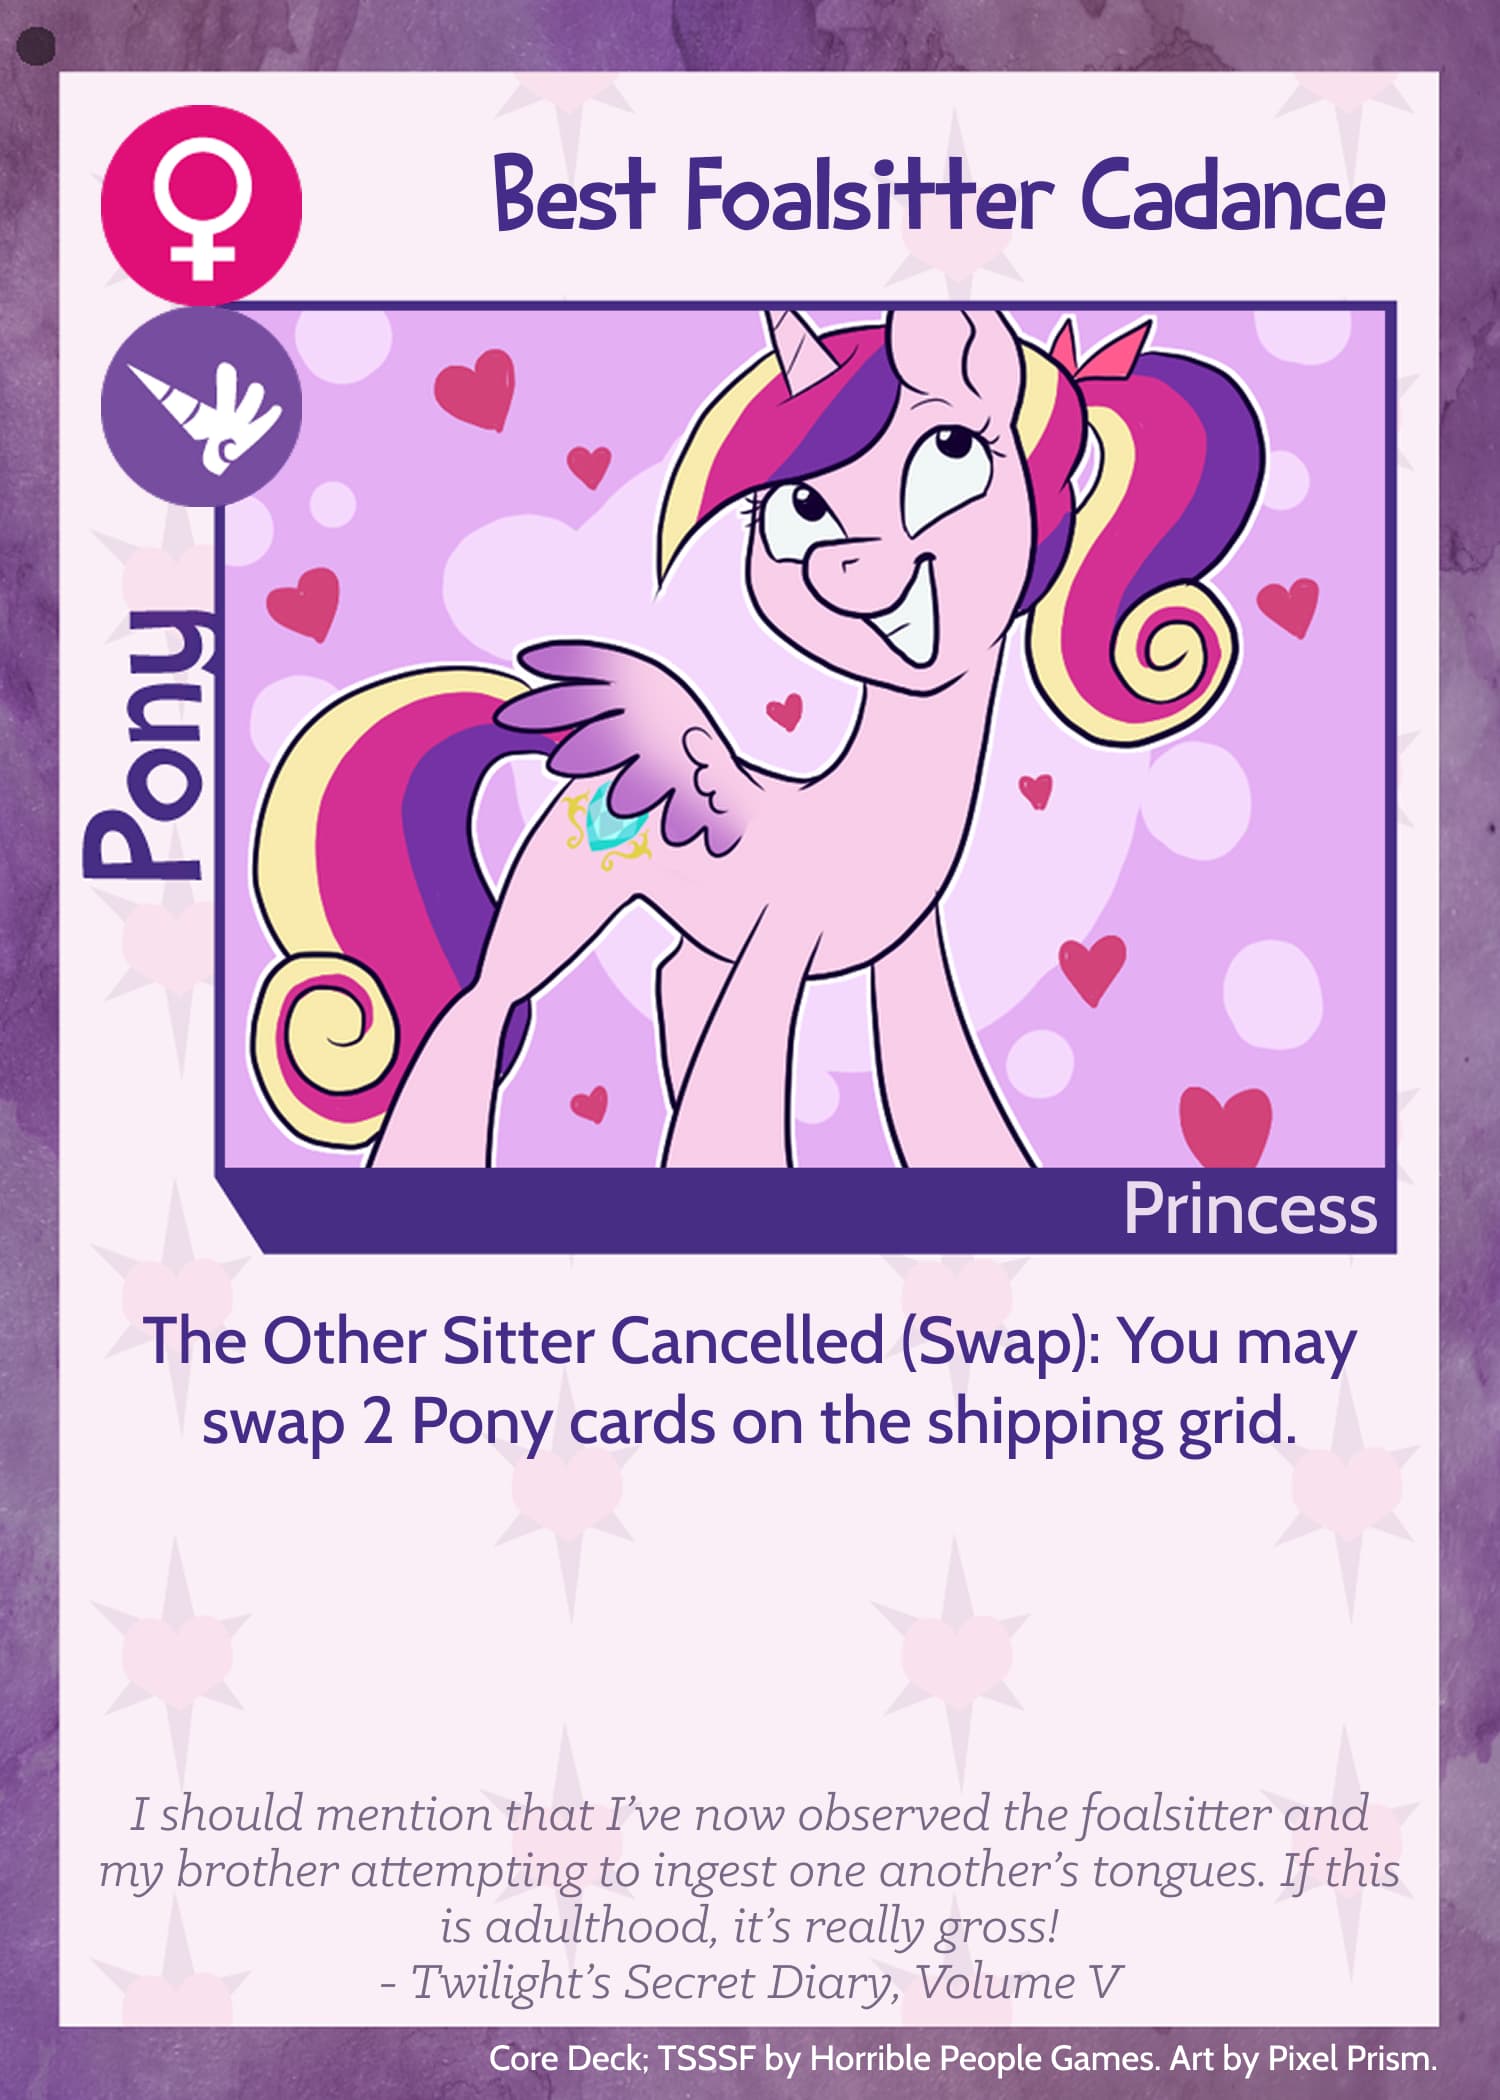 Best Foalsitter Cadance
Pony
Princess
The Other Sitter Cancelled (Swap): You may
swap 2 Pony cards on the shipping grid.
I should mention that I’ve now observed the foalsitter and
my brother attempting to ingest one another’s tongues. If this
is adulthood, it’s really gross!
- Twilight’s Secret Diary, Volume V
Core Deck; TSSSF by Horrible People Games. Art by Pixel Prism.